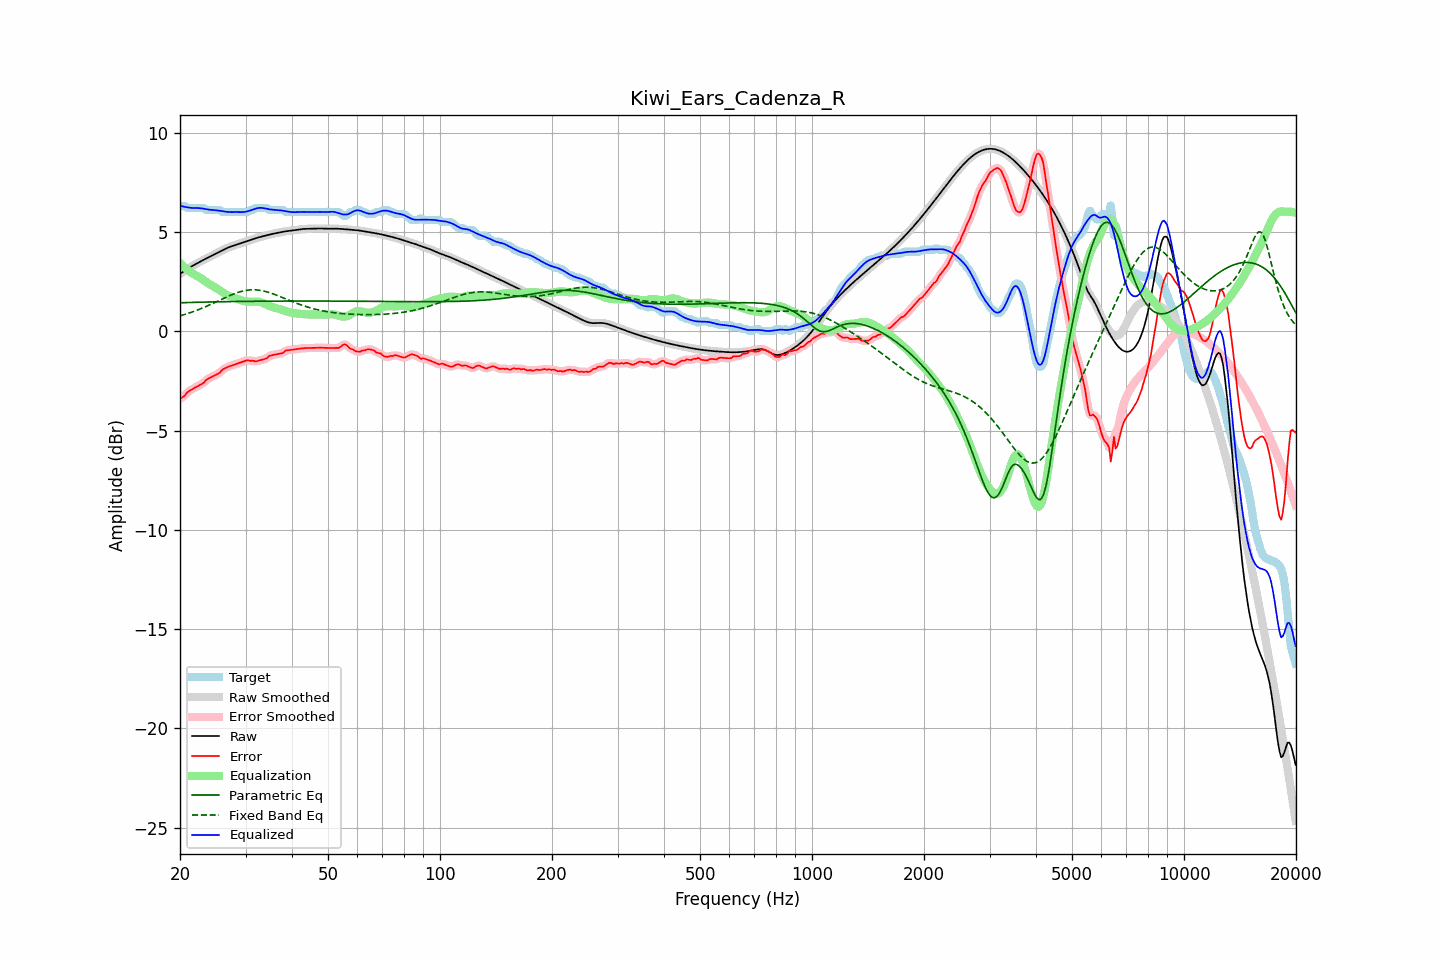 Kiwi_Ears_Cadenza_R
10
5
0
−5
−10
−15
−20
−25
Amplitude (dBr)
Target
Raw Smoothed
Error Smoothed
Raw
Error
Equalization
Parametric Eq
Fixed Band Eq
Equalized
20
50
100
200
500
1000
2000
5000
10000
20000
Frequency (Hz)